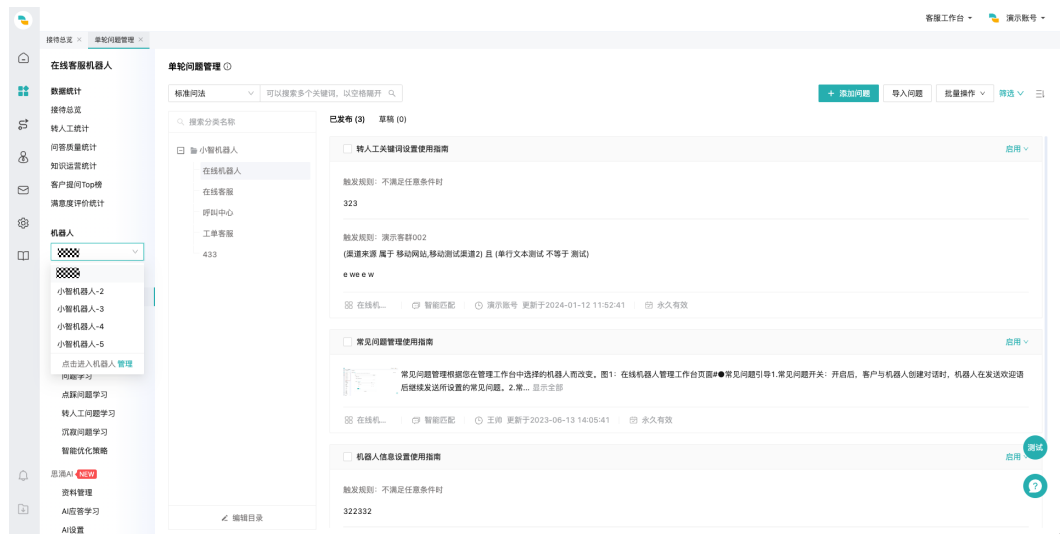 客服工作台
演示账号
接待总览 ×
单轮问题管理 ×
在线客服机器人
数据统计
接待总览
转人工统计
问答质量统计
知识运营统计
客户提问Top榜
满意度评价统计
机器人
小智机器人-2
小智机器人-3
小智机器人-4
小智机器人-5
点击进入机器人 管理
问题学习
点踩问题学习
转人工问题学习
沉寂问题学习
智能优化策略
思涌AI NEW
资料管理
AI应答学习
AI设置
单轮问题管理
标准问法
可以搜索多个关键词，以空格隔开
+ 添加问题
导入问题
批量操作
筛选
搜索分类名称
小智机器人
在线机器人
在线客服
呼叫中心
工单客服
433
编辑目录
已发布 (3)
草稿 (0)
转人工关键词设置使用指南
启用
触发规则：不满足任意条件时
323
触发规则：演示客群002
(渠道来源 属于 移动网站,移动测试渠道2) 且 (单行文本测试 不等于 测试)
e we e w
在线机...
智能匹配
演示账号 更新于2024-01-12 11:52:41
永久有效
常见问题管理使用指南
启用
常见问题管理根据您在管理工作台中选择的机器人而改变。图1：在线机器人管理工作台页面#●常见问题引导1.常见问题开关：开启后，客户与机器人创建对话时，机器人在发送欢迎语
后继续发送所设置的常见问题。2.常... 显示全部
在线机...
智能匹配
王帅 更新于2023-06-13 14:05:41
永久有效
机器人信息设置使用指南
启用
触发规则：不满足任意条件时
322332
测试